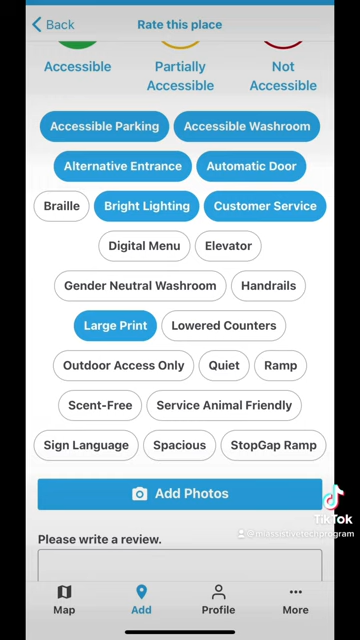 Back
Rate this place
Accessible
Partially Accessible
Not Accessible
Accessible Parking
Accessible Washroom
Alternative Entrance
Automatic Door
Braille
Bright Lighting
Customer Service
Digital Menu
Elevator
Gender Neutral Washroom
Handrails
Large Print
Lowered Counters
Outdoor Access Only
Quiet
Ramp
Scent-Free
Service Animal Friendly
Sign Language
Spacious
StopGap Ramp
Add Photos
TikTok
@miassistivetechprogram
Please write a review.
Map
Add
Profile
More